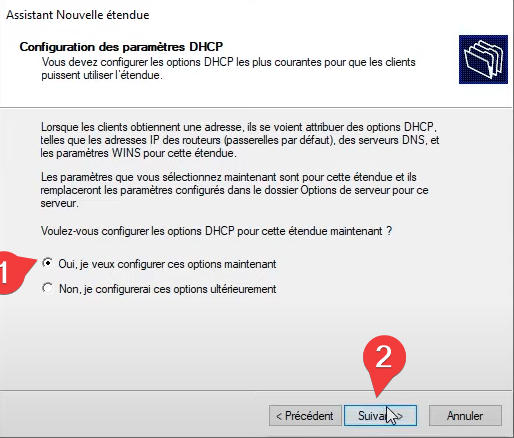 Assistant Nouvelle étendue
Configuration des paramètres DHCP
Vous devez configurer les options DHCP les plus courantes pour que les clients
puissent utiliser l'étendue.
Lorsque les clients obtiennent une adresse, ils se voient attribuer des options DHCP,
telles que les adresses IP des routeurs (passerelles par défaut), des serveurs DNS, et
les paramètres WINS pour cette étendue.
Les paramètres que vous sélectionnez maintenant sont pour cette étendue et ils
remplaceront les paramètres configurés dans le dossier Options de serveur pour ce
serveur.
Voulez-vous configurer les options DHCP pour cette étendue maintenant ?
1
Oui, je veux configurer ces options maintenant
Non, je configurerai ces options ultérieurement
2
< Précédent Suivant > Annuler